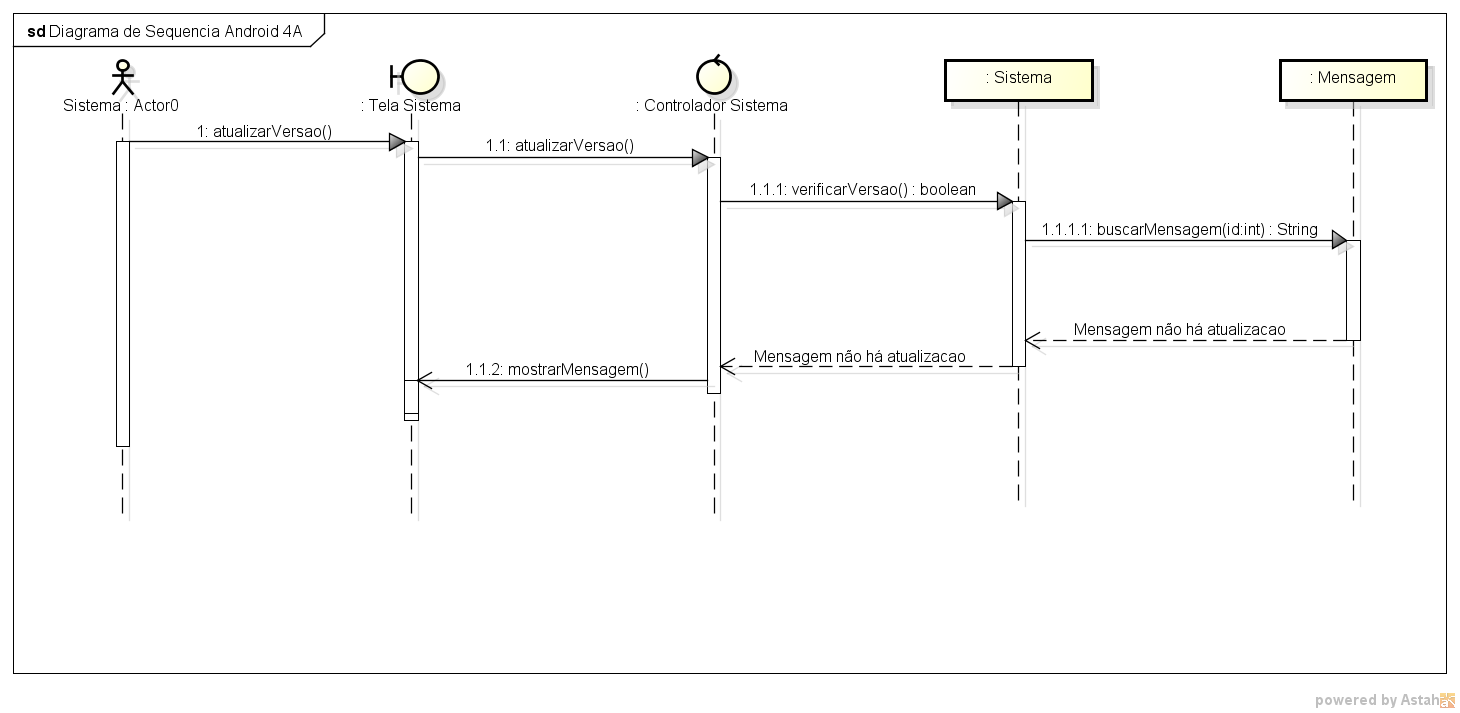 sd Diagrama de Sequencia Android 4A
Sistema : Actor0
: Tela Sistema
: Controlador Sistema
: Sistema
: Mensagem
1: atualizarVersao()
1.1: atualizarVersao()
1.1.1: verificarVersao() : boolean
1.1.1.1: buscarMensagem(id:int) : String
Mensagem não há atualizacao
Mensagem não há atualizacao
1.1.2: mostrarMensagem()
powered by Astah